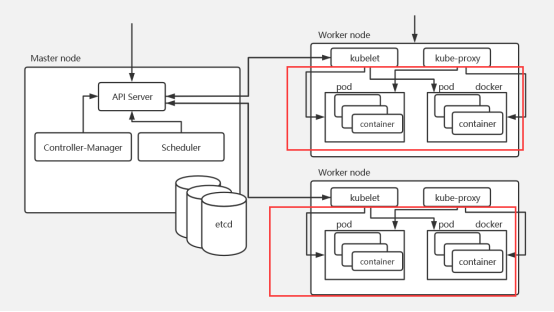 Master node
API Server
Controller-Manager
Scheduler
etcd
Worker node
kubelet
kube-proxy
pod
pod
docker
container
container
Worker node
kubelet
kube-proxy
pod
pod
docker
container
container